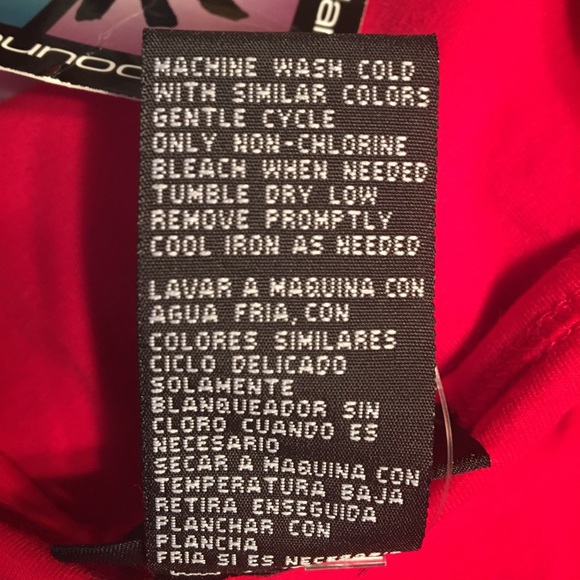 MACHINE WASH COLD
WITH SIMILAR COLORS
GENTLE CYCLE
ONLY NON-CHLORINE
BLEACH WHEN NEEDED
TUMBLE DRY LOW
REMOVE PROMPTLY
COOL IRON AS NEEDED
LAVAR A MAQUINA CON
AGUA FRIA, CON
COLORES SIMILARES
CICLO DELICADO
SOLAMENTE
BLANQUEADOR SIN
CLORO CUANDO ES
NECESARIO
SECAR A MAQUINA CON
TEMPERATURA BAJA
RETIRA ENSEGUIDA
PLANCHAR CON
PLANCHA
FRIA SI ES NECESARIO